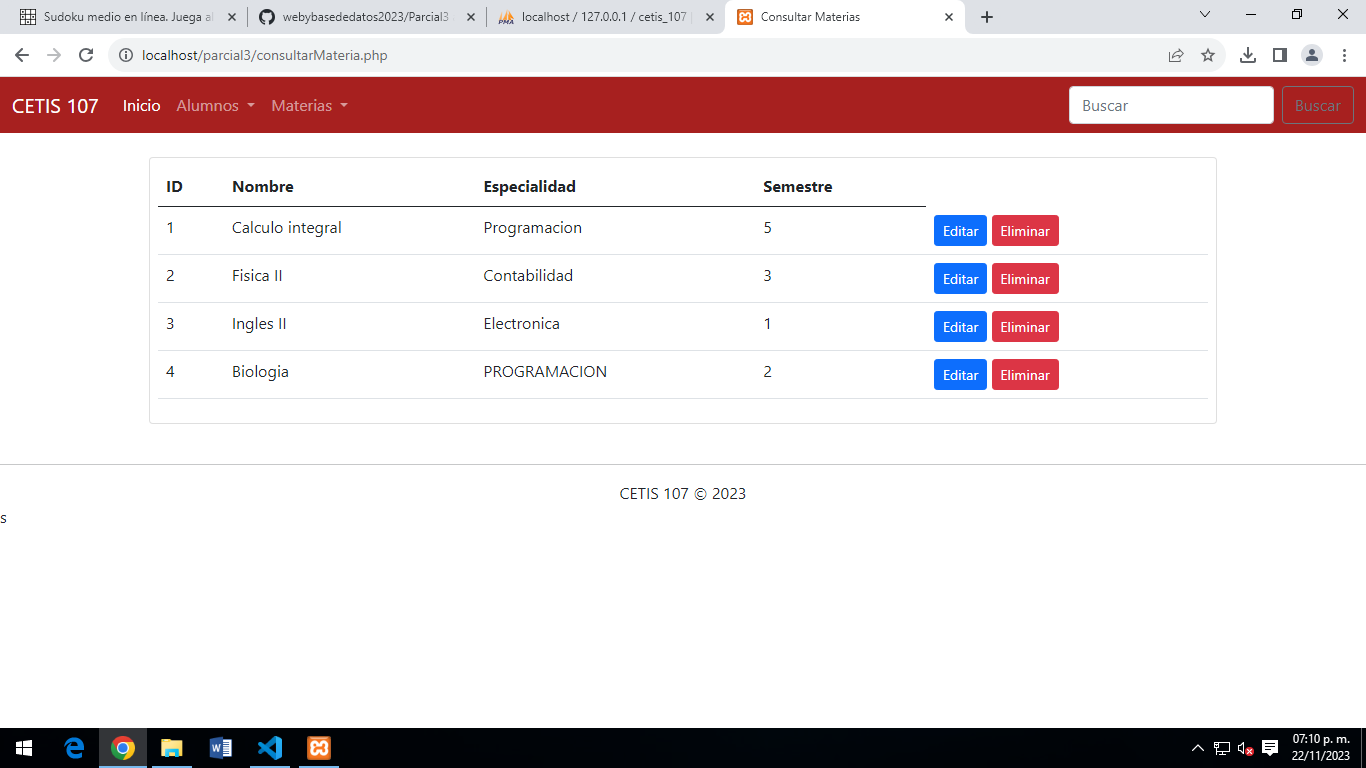 Sudoku medio en línea. Juega al
webybasededatos2023/Parcial3
localhost / 127.0.0.1 / cetis_107
Consultar Materias
localhost/parcial3/consultarMateria.php
CETIS 107 Inicio Alumnos Materias Buscar Buscar
ID Nombre Especialidad Semestre
1 Calculo integral Programacion 5 Editar Eliminar
2 Fisica II Contabilidad 3 Editar Eliminar
3 Ingles II Electronica 1 Editar Eliminar
4 Biologia PROGRAMACION 2 Editar Eliminar
CETIS 107 © 2023
s
07:10 p. m.
22/11/2023